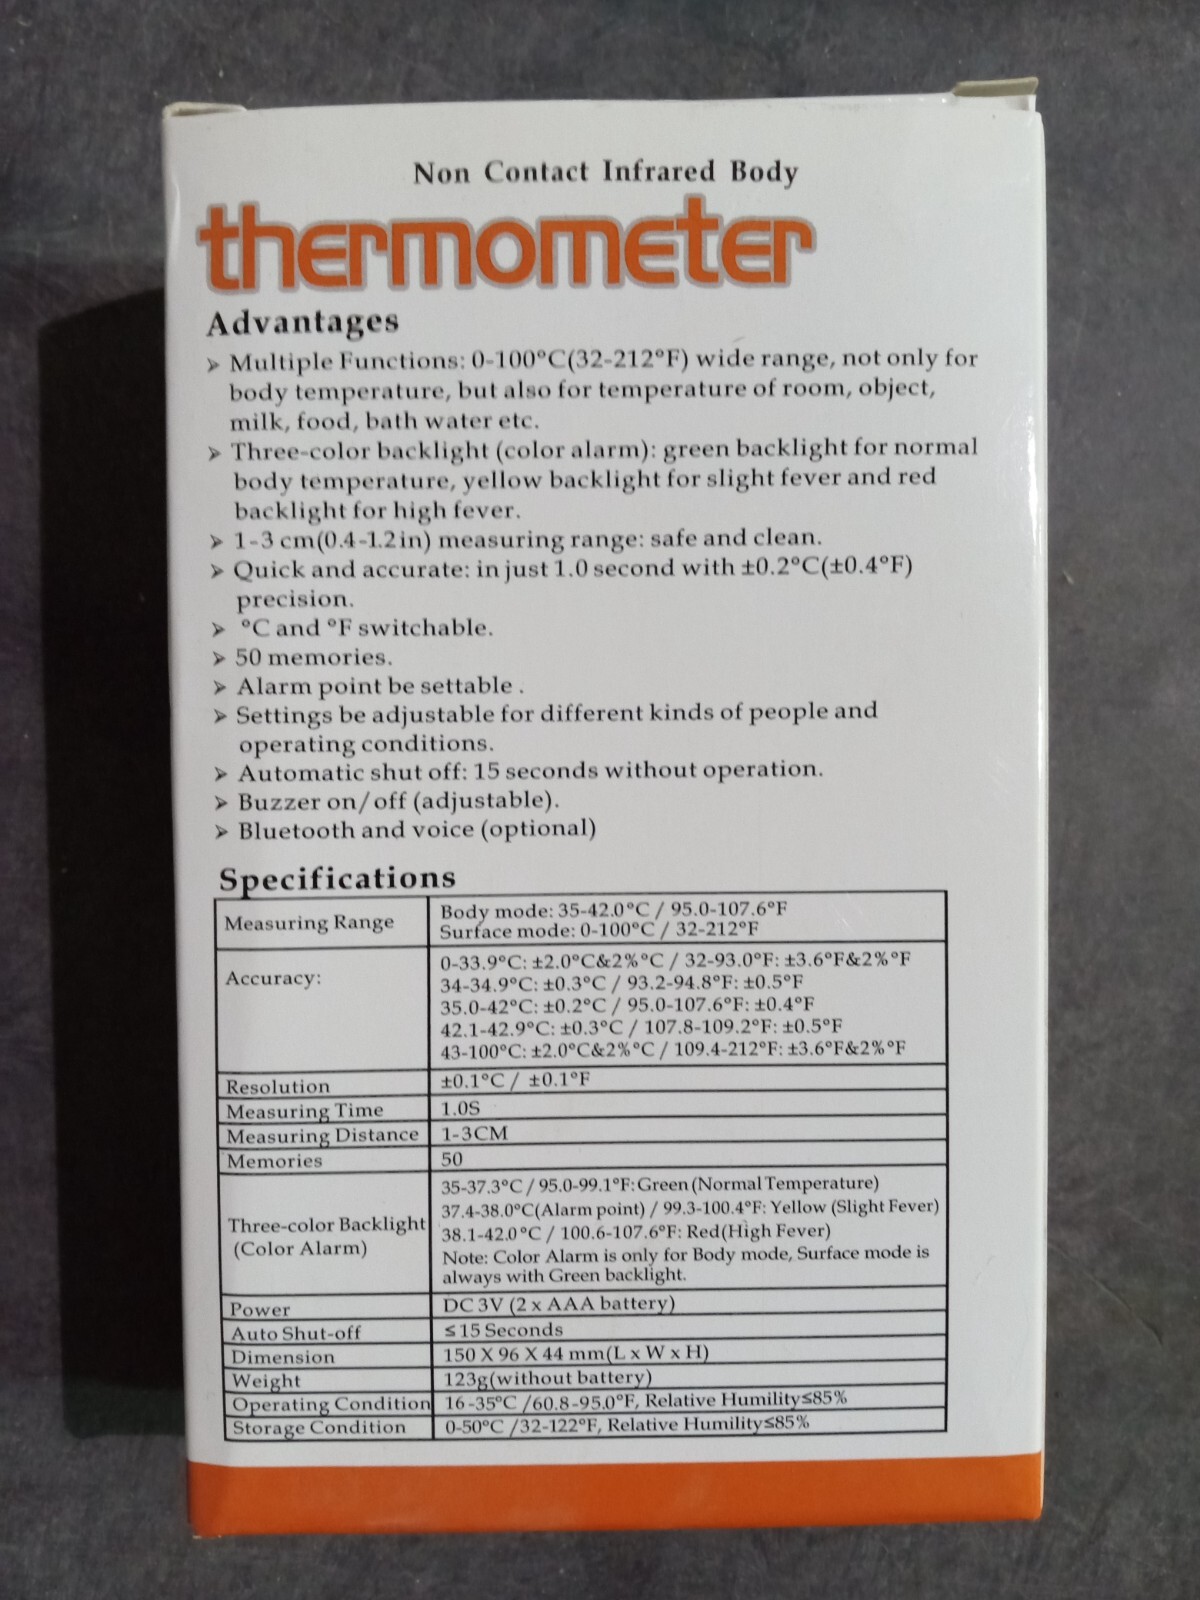 Non Contact Infrared Body
thermometer
Advantages
➢ Multiple Functions: 0-100°C(32-212°F) wide range, not only for
body temperature, but also for temperature of room, object,
milk, food, bath water etc.
➢ Three-color backlight (color alarm): green backlight for normal
body temperature, yellow backlight for slight fever and red
backlight for high fever.
➢ 1-3 cm(0.4-1.2in) measuring range: safe and clean.
➢ Quick and accurate: in just 1.0 second with ±0.2°C(±0.4°F)
precision.
➢ °C and °F switchable.
➢ 50 memories.
➢ Alarm point be settable .
➢ Settings be adjustable for different kinds of people and
operating conditions.
➢ Automatic shut off: 15 seconds without operation.
➢ Buzzer on/off (adjustable).
➢ Bluetooth and voice (optional)
Specifications
Measuring Range
Body mode: 35-42.0°C / 95.0-107.6°F
Surface mode: 0-100°C / 32-212°F
Accuracy:
0-33.9°C: ±2.0°C&2%°C / 32-93.0°F: ±3.6°F&2%°F
34-34.9°C: ±0.3°C / 93.2-94.8°F: ±0.5°F
35.0-42°C: ±0.2°C / 95.0-107.6°F: ±0.4°F
42.1-42.9°C: ±0.3°C / 107.8-109.2°F: ±0.5°F
43-100°C: ±2.0°C&2%°C / 109.4-212°F: ±3.6°F&2%°F
Resolution ±0.1°C / ±0.1°F
Measuring Time 1.0S
Measuring Distance 1-3CM
Memories 50
Three-color Backlight
(Color Alarm)
35-37.3°C / 95.0-99.1°F: Green (Normal Temperature)
37.4-38.0°C(Alarm point) / 99.3-100.4°F: Yellow (Slight Fever)
38.1-42.0°C / 100.6-107.6°F: Red(High Fever)
Note: Color Alarm is only for Body mode, Surface mode is
always with Green backlight.
Power DC 3V (2 x AAA battery)
Auto Shut-off ≤15 Seconds
Dimension 150 X 96 X 44 mm(L x W x H)
Weight 123g(without battery)
Operating Condition 16-35°C /60.8-95.0°F, Relative Humility≤85%
Storage Condition 0-50°C /32-122°F, Relative Humility≤85%